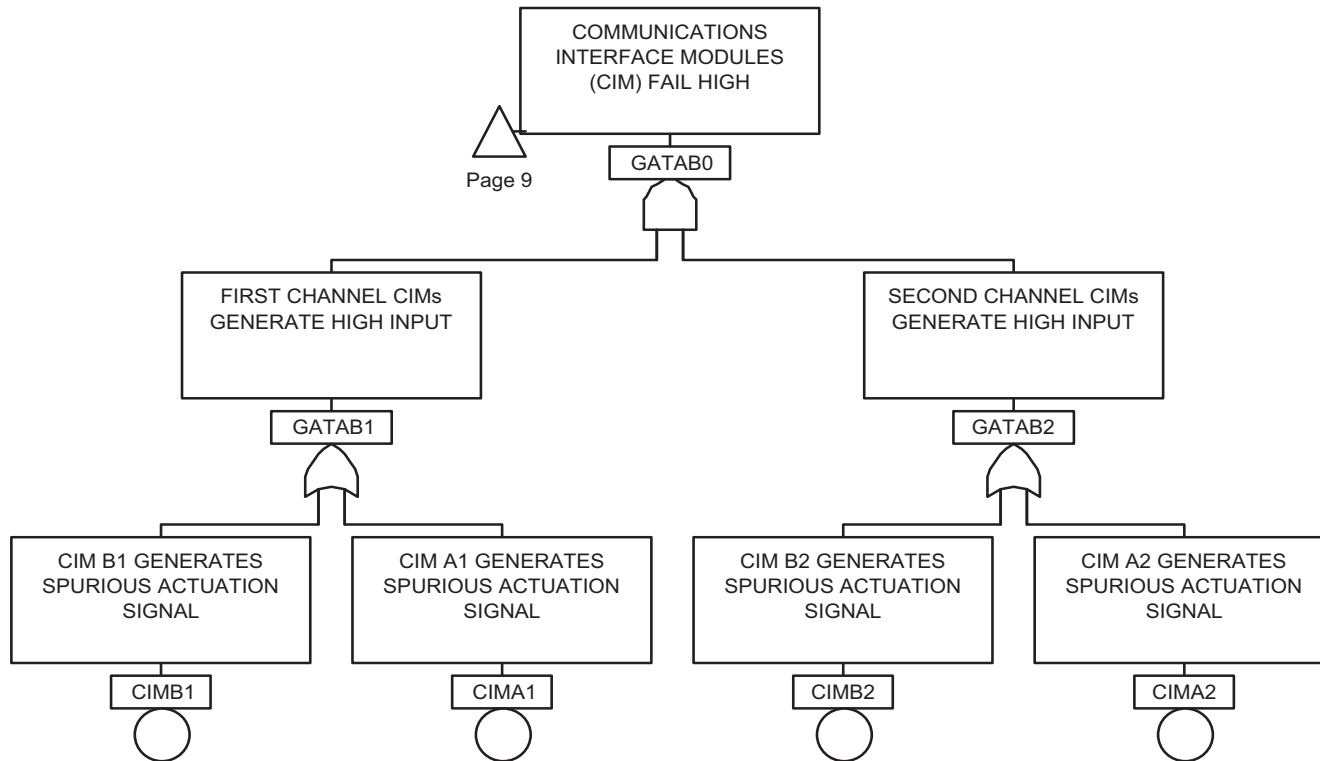 COMMUNICATIONS
INTERFACE MODULES
(CIM) FAIL HIGH
Page 9
GATAB0
FIRST CHANNEL CIMs
GENERATE HIGH INPUT
SECOND CHANNEL CIMs
GENERATE HIGH INPUT
GATAB1
GATAB2
CIM B1 GENERATES
SPURIOUS ACTUATION
SIGNAL
CIM A1 GENERATES
SPURIOUS ACTUATION
SIGNAL
CIM B2 GENERATES
SPURIOUS ACTUATION
SIGNAL
CIM A2 GENERATES
SPURIOUS ACTUATION
SIGNAL
CIMB1
CIMA1
CIMB2
CIMA2